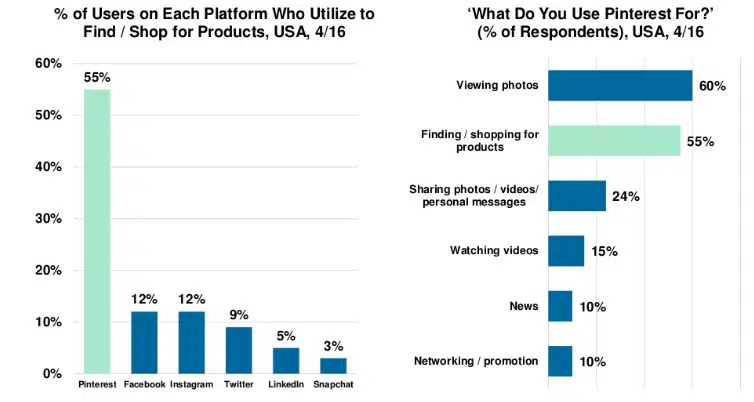 % of Users on Each Platform Who Utilize to
Find / Shop for Products, USA, 4/16
60%
50%
40%
30%
20%
10%
0%
55%
12%
12%
9%
5%
3%
Pinterest
Facebook
Instagram
Twitter
LinkedIn
Snapchat
‘What Do You Use Pinterest For?’
(% of Respondents), USA, 4/16
Viewing photos
60%
Finding / shopping for
products
55%
Sharing photos / videos/
personal messages
24%
Watching videos
15%
News
10%
Networking / promotion
10%